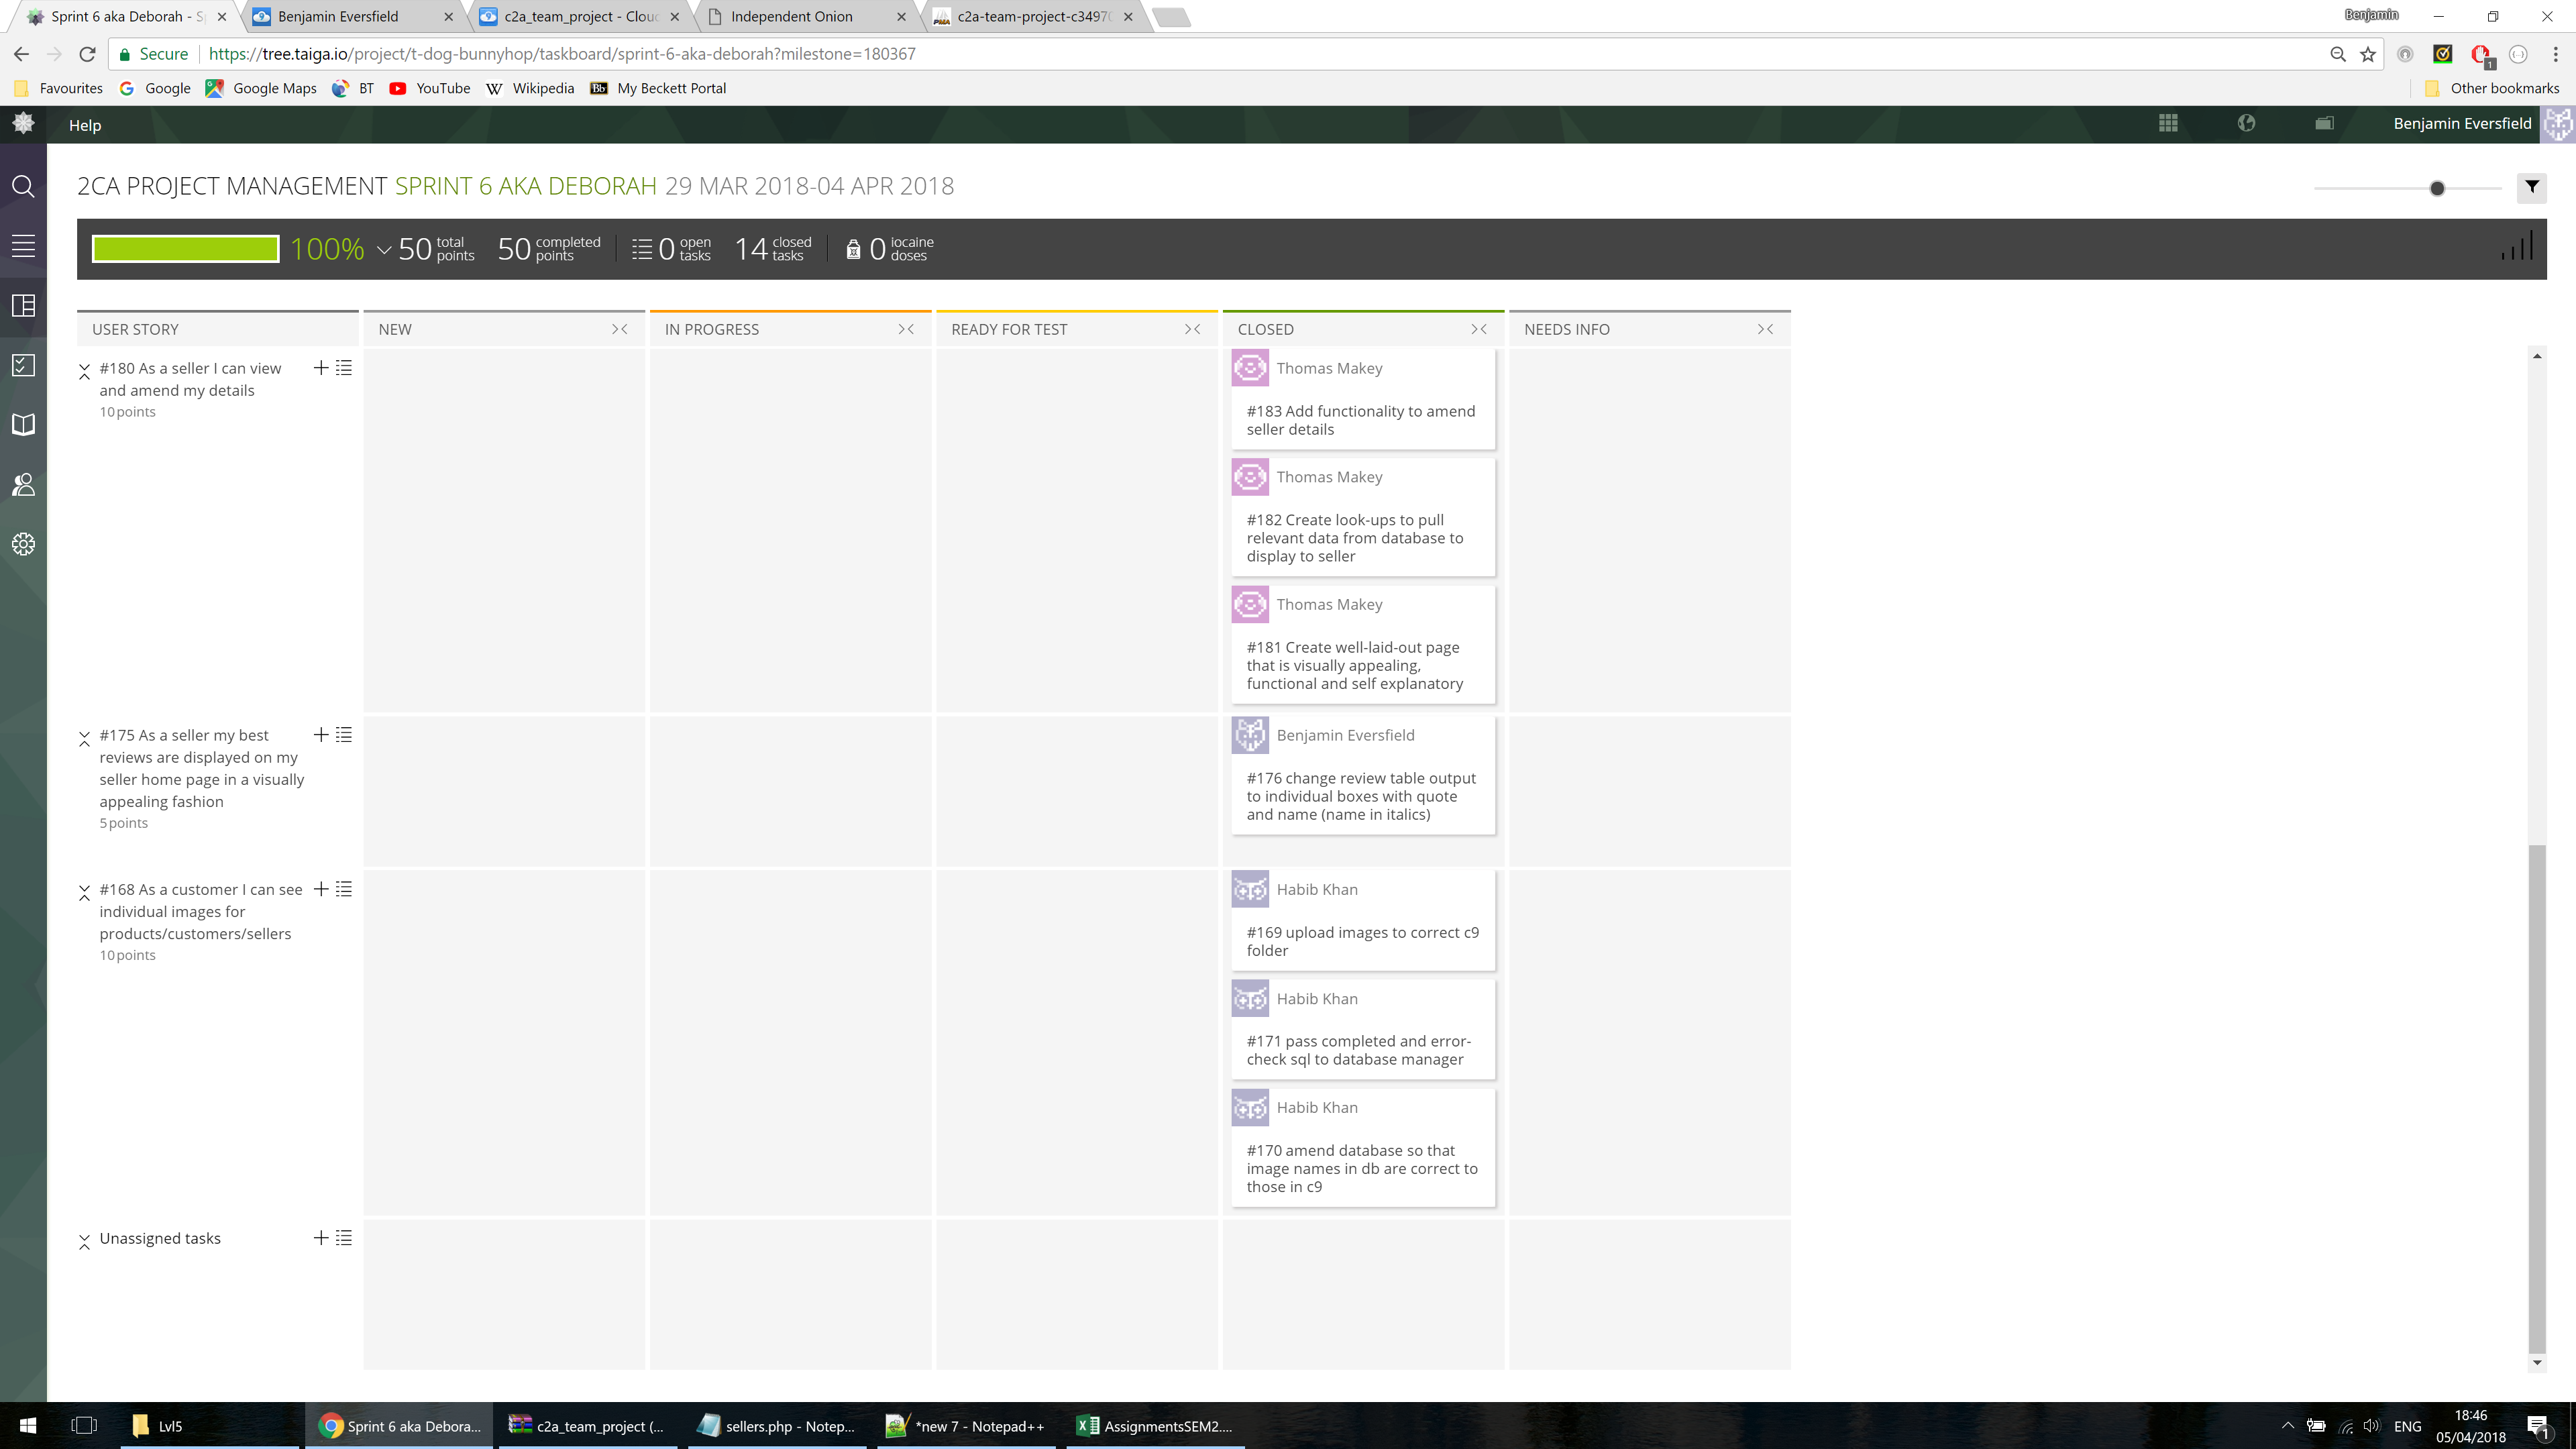 Sprint 6 aka Deborah - S
Benjamin Eversfield
c2a_team_project - Clou
Independent Onion
c2a-team-project-c3497
Benjamin
Secure
https://tree.taiga.io/project/t-dog-bunnyhop/taskboard/sprint-6-aka-deborah?milestone=180367
1
Favourites
Google
Google Maps
BT
YouTube
Wikipedia
Bb
My Beckett Portal
Other bookmarks
Help
Benjamin Eversfield
2CA PROJECT MANAGEMENT SPRINT 6 AKA DEBORAH 29 MAR 2018-04 APR 2018
100%
50 total points
50 completed points
0 open tasks
14 closed tasks
0 iocaine doses
USER STORY
NEW
IN PROGRESS
READY FOR TEST
CLOSED
NEEDS INFO
#180 As a seller I can view
and amend my details
10 points
Thomas Makey
#183 Add functionality to amend
seller details
Thomas Makey
#182 Create look-ups to pull
relevant data from database to
display to seller
Thomas Makey
#181 Create well-laid-out page
that is visually appealing,
functional and self explanatory
#175 As a seller my best
reviews are displayed on my
seller home page in a visually
appealing fashion
5 points
Benjamin Eversfield
#176 change review table output
to individual boxes with quote
and name (name in italics)
#168 As a customer I can see
individual images for
products/customers/sellers
10 points
Habib Khan
#169 upload images to correct c9
folder
Habib Khan
#171 pass completed and error-
check sql to database manager
Habib Khan
#170 amend database so that
image names in db are correct to
those in c9
Unassigned tasks
Lvl5
Sprint 6 aka Debora...
c2a_team_project (...
sellers.php - Notep...
*new 7 - Notepad++
AssignmentsSEM2....
ENG
18:46
05/04/2018
1